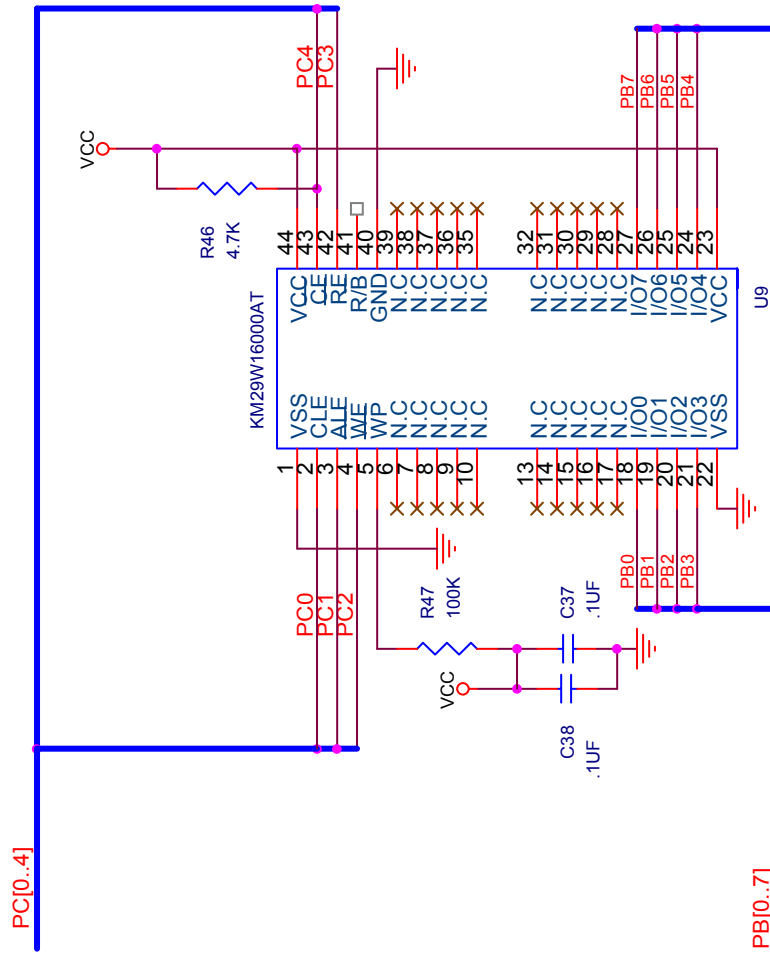 PC[0..4]
PC4
PC3
VCC
R46
4.7K
PB7
PB6
PB5
PB4
44
43
42
41
40
39
38
37
36
35
32
31
30
29
28
27
26
25
24
23
KM29W16000AT
VCC
CE
RE
R/B
GND
N.C
N.C
N.C
N.C
N.C
N.C
N.C
N.C
N.C
N.C
I/O7
I/O6
I/O5
I/O4
VCC
U9
VSS
CLE
ALE
WE
WP
N.C
N.C
N.C
N.C
N.C
N.C
N.C
N.C
N.C
N.C
I/O0
I/O1
I/O2
I/O3
VSS
1
2
3
4
5
6
7
8
9
10
13
14
15
16
17
18
19
20
21
22
PC0
PC1
PC2
R47
100K
C37
.1UF
PB0
PB1
PB2
PB3
VCC
C38
.1UF
PB[0..7]